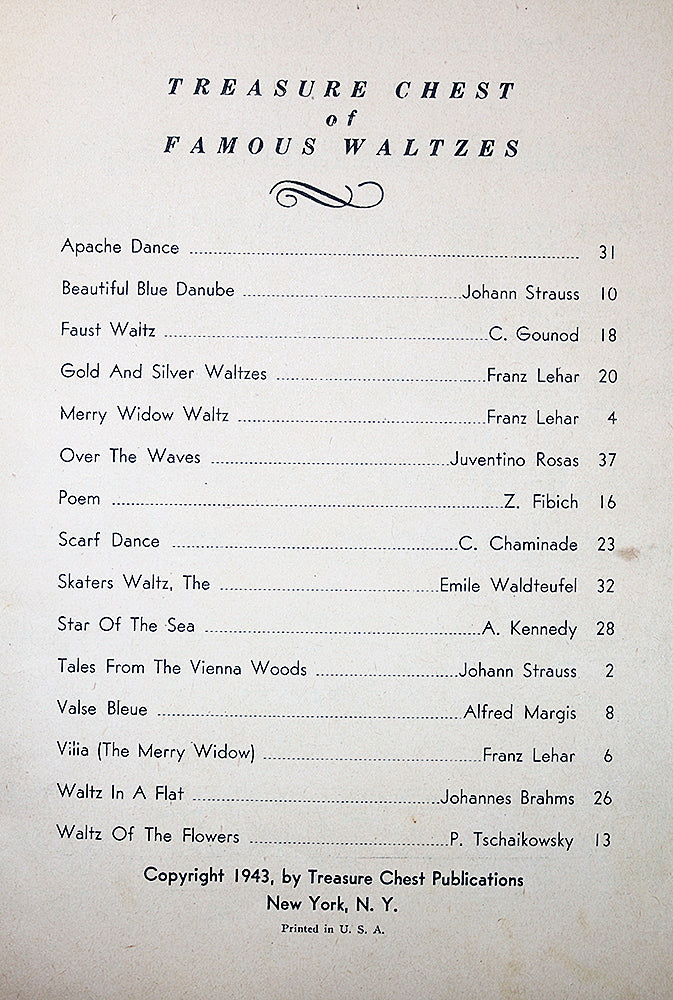 TREASURE CHEST
of
FAMOUS WALTZES
Apache Dance 31
Beautiful Blue Danube Johann Strauss 10
Faust Waltz C. Gounod 18
Gold And Silver Waltzes Franz Lehar 20
Merry Widow Waltz Franz Lehar 4
Over The Waves Juventino Rosas 37
Poem Z. Fibich 16
Scarf Dance C. Chaminade 23
Skaters Waltz, The Emile Waldteufel 32
Star Of The Sea A. Kennedy 28
Tales From The Vienna Woods Johann Strauss 2
Valse Bleue Alfred Margis 8
Vilia (The Merry Widow) Franz Lehar 6
Waltz In A Flat Johannes Brahms 26
Waltz Of The Flowers P. Tschaikowsky 13
Copyright 1943, by Treasure Chest Publications
New York, N. Y.
Printed in U. S. A.